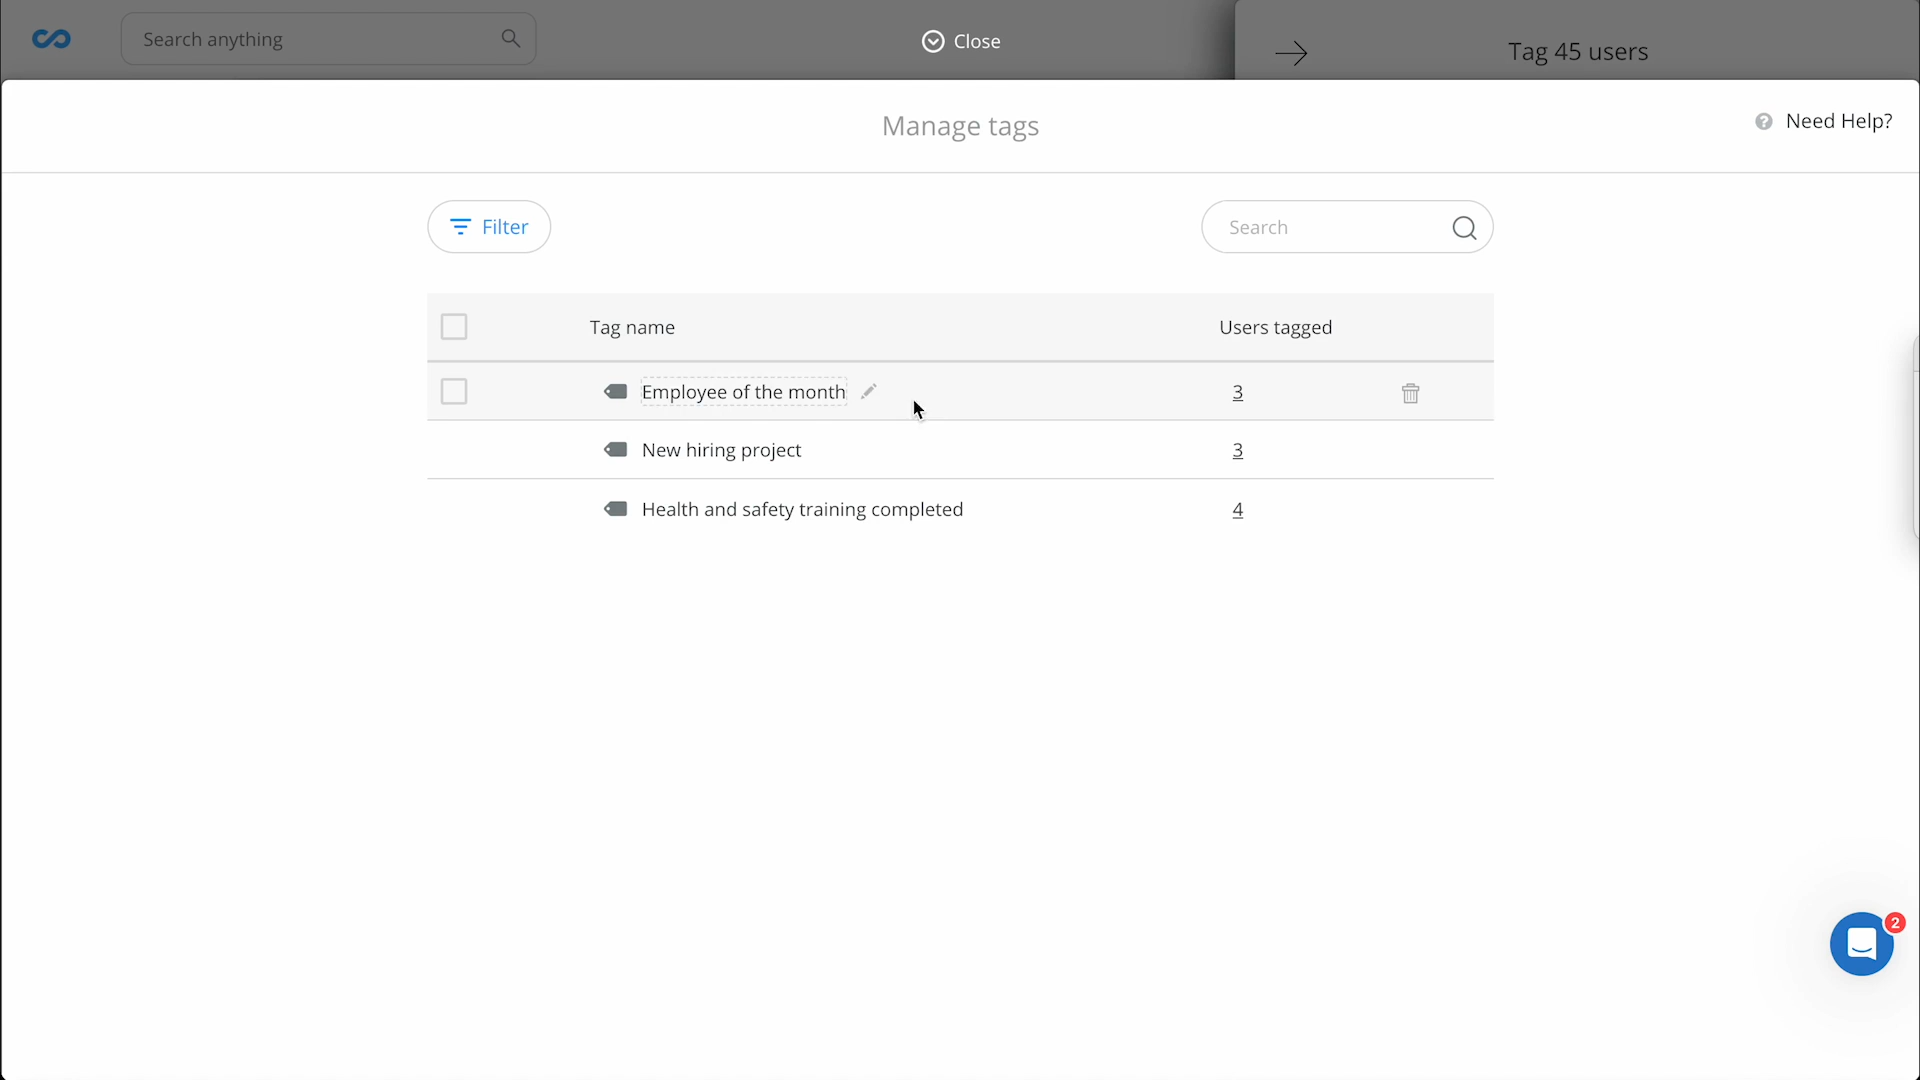 Search anything
Close
Tag 45 users
Manage tags
Need Help?
Filter
Search
Tag name
Users tagged
Employee of the month
3
New hiring project
3
Health and safety training completed
4
2